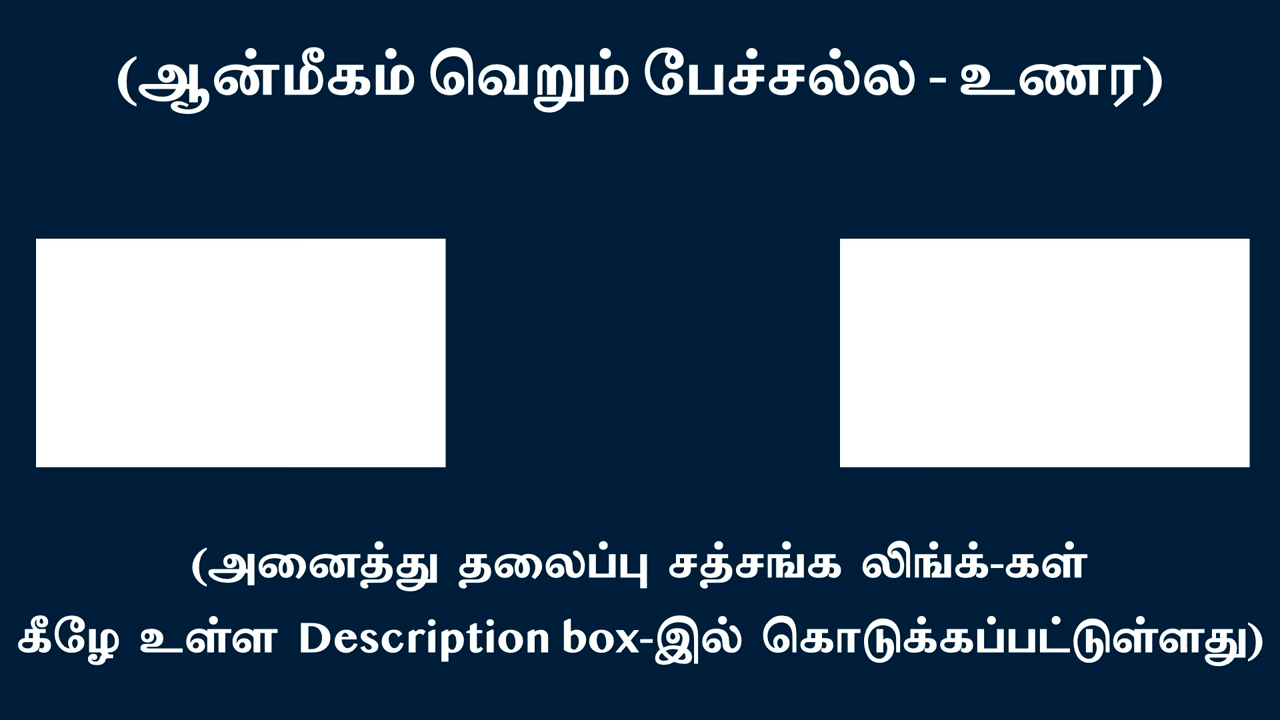 (ஆன்மீகம் வெறும் பேச்சல்ல - உணர)
(அனைத்து தலைப்பு சத்சங்க லிங்க்-கள்
கீழே உள்ள Description box-இல் கொடுக்கப்பட்டுள்ளது)